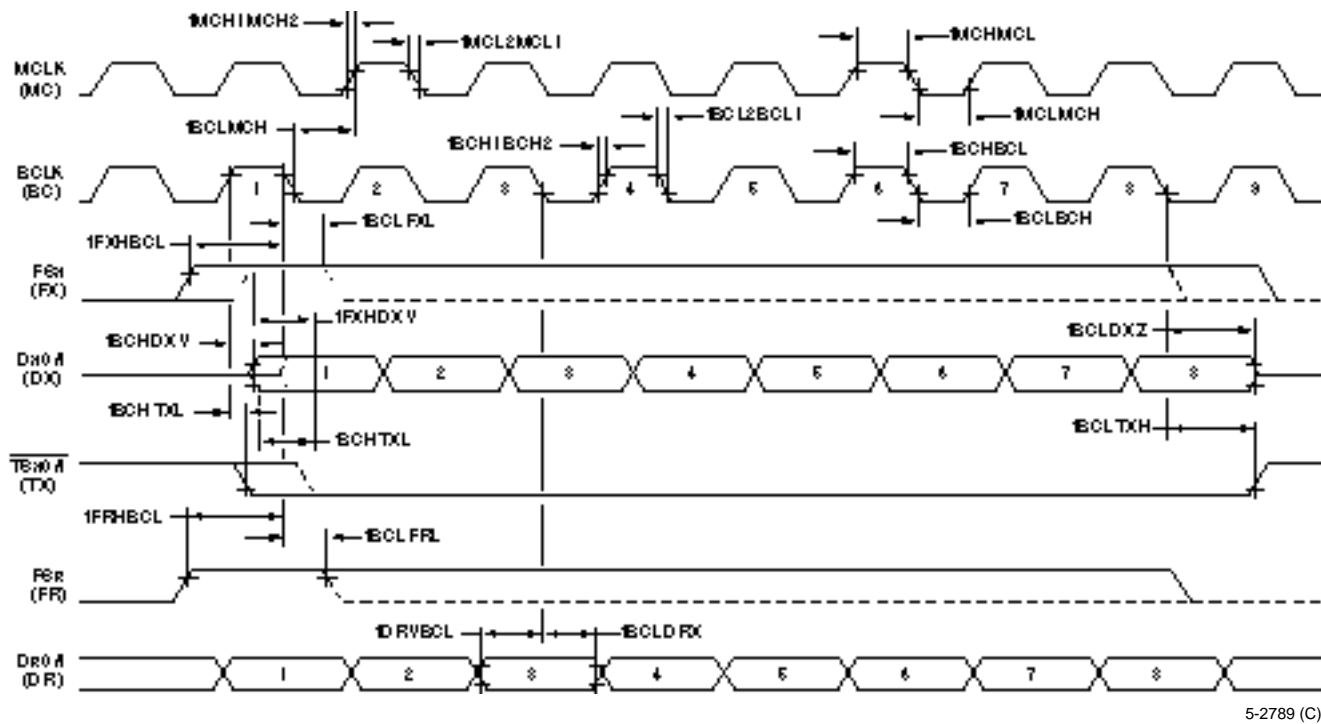 tMCH1MCH2
tMCL2MCL1
tMCHMCL
MCLK
(MC)
tBCLMCH
tBCH1BCH2
tBCL2BCL1
tMCLMCH
tBCHBCL
BCLK
(BC)
1 2 3 4 5 6 7 8 9
tBCLFXL
tBCLBCH
tFXHBCL
FSX
(FX)
tFXHDXV
tBCHDXV
tBCLDXZ
DX0/1
(DX)
1 2 3 4 5 6 7 8
tBCHTXL
tBCHTXL
tBCLTXH
TSX0/1
(TX)
tFRHBCL
tBCLFRL
FSR
(FR)
tDRVBCL
tBCLDRX
DR0/1
(DR)
1 2 3 4 5 6 7 8
5-2789 (C)